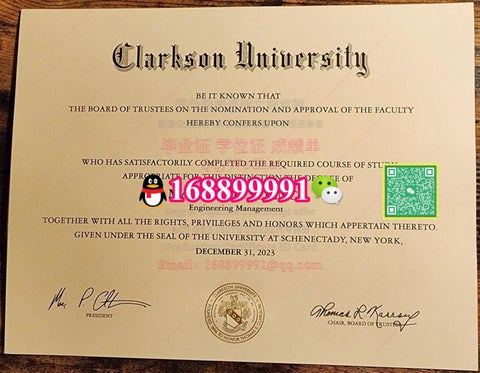 Clarkson University
BE IT KNOWN THAT
THE BOARD OF TRUSTEES ON THE NOMINATION AND APPROVAL OF THE FACULTY
HEREBY CONFERS UPON
毕业证 学位证 成绩单
WHO HAS SATISFACTORILY COMPLETED THE REQUIRED COURSE OF STUDY
APPROPRIATE FOR THIS DISTINCTION THE DEGREE OF
168899991
Engineering Management
TOGETHER WITH ALL THE RIGHTS, PRIVILEGES AND HONORS WHICH APPERTAIN THERETO.
GIVEN UNDER THE SEAL OF THE UNIVERSITY AT SCHENECTADY, NEW YORK,
DECEMBER 31, 2023
Email: 168899991@qq.com
PRESIDENT
CLARKSON UNIVERSITY
CHAIR, BOARD OF TRUSTEES